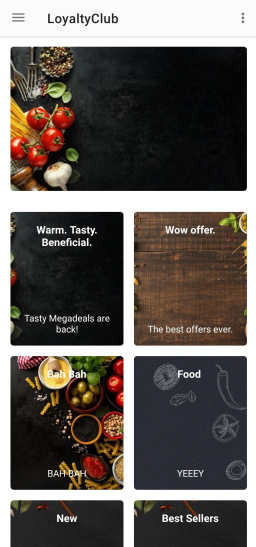 LoyaltyClub
Warm. Tasty.
Beneficial.
Tasty Megadeals are
back!
Wow offer.
The best offers ever.
Bah Bah
BAH BAH
Food
YEEEY
New
Best Sellers